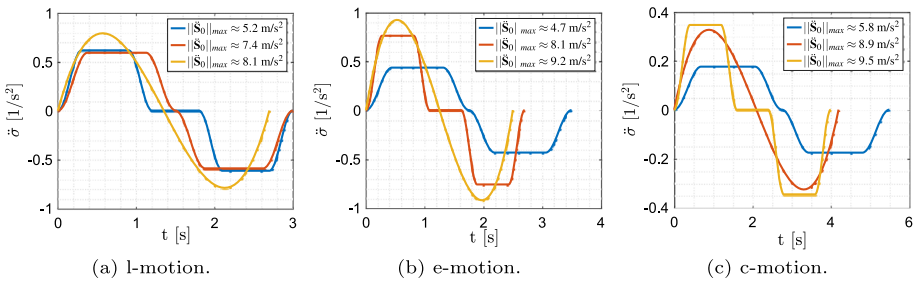 1
0.5
0
-0.5
-1
σ̈ [1/s²]
||S̈₀||max ≈ 5.2 m/s²
||S̈₀||max ≈ 7.4 m/s²
||S̈₀||max ≈ 8.1 m/s²
0 1 2 3
t [s]
(a) l-motion.
1
0.5
0
-0.5
-1
σ̈ [1/s²]
||S̈₀||max ≈ 4.7 m/s²
||S̈₀||max ≈ 8.1 m/s²
||S̈₀||max ≈ 9.2 m/s²
0 1 2 3 4
t [s]
(b) e-motion.
0.4
0.2
0
-0.2
-0.4
σ̈ [1/s²]
||S̈₀||max ≈ 5.8 m/s²
||S̈₀||max ≈ 8.9 m/s²
||S̈₀||max ≈ 9.5 m/s²
0 2 4 6
t [s]
(c) c-motion.